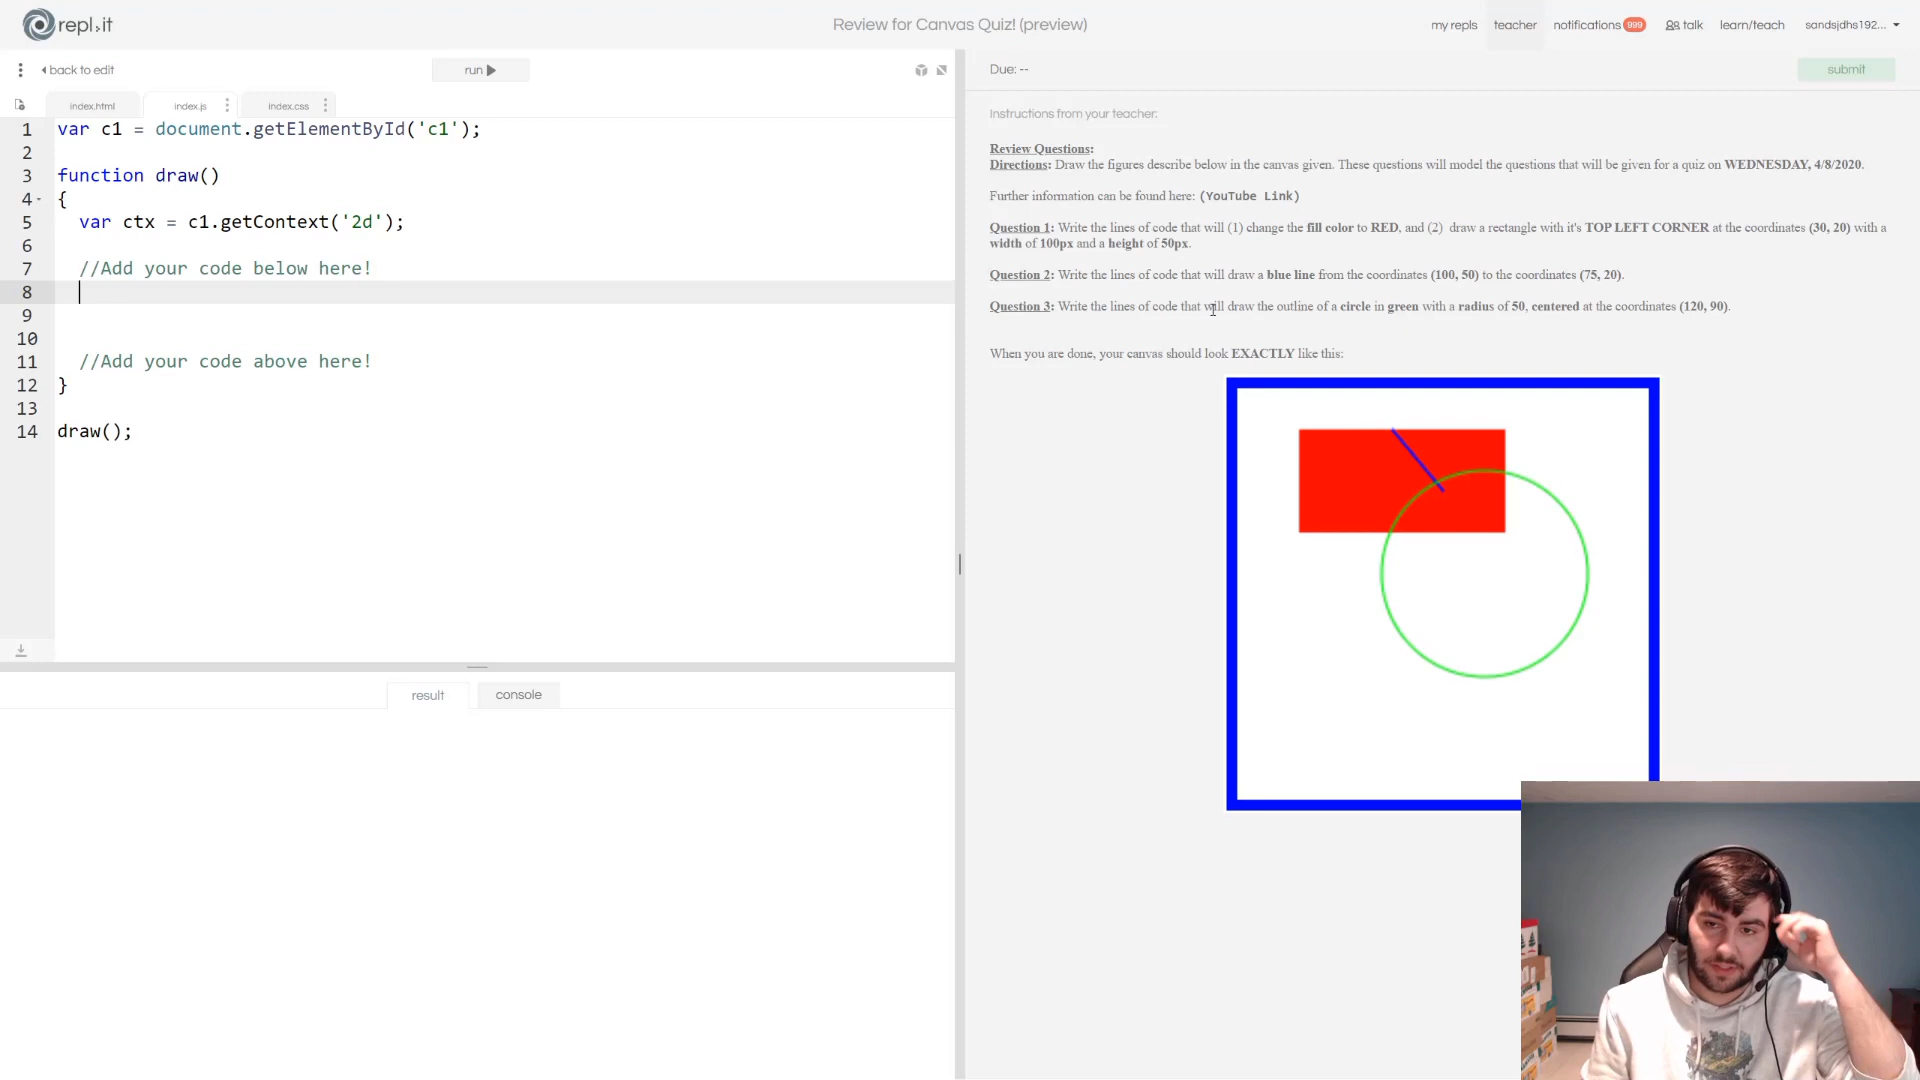 repl.it
Review for Canvas Quiz! (preview)
my repls
teacher
notifications 999
talk
learn/teach
sandsjdhs192...
back to edit
run
Due: --
submit
index.html
index.js
index.css
1 var c1 = document.getElementById('c1');
2
3 function draw()
4 {
5 var ctx = c1.getContext('2d');
6
7 //Add your code below here!
8
9
10
11 //Add your code above here!
12 }
13
14 draw();
result
console
Instructions from your teacher:
Review Questions:
Directions: Draw the figures describe below in the canvas given. These questions will model the questions that will be given for a quiz on WEDNESDAY, 4/8/2020.
Further information can be found here: (YouTube Link)
Question 1: Write the lines of code that will (1) change the fill color to RED, and (2) draw a rectangle with it's TOP LEFT CORNER at the coordinates (30, 20) with a
width of 100px and a height of 50px.
Question 2: Write the lines of code that will draw a blue line from the coordinates (100, 50) to the coordinates (75, 20).
Question 3: Write the lines of code that will draw the outline of a circle in green with a radius of 50, centered at the coordinates (120, 90).
When you are done, your canvas should look EXACTLY like this: